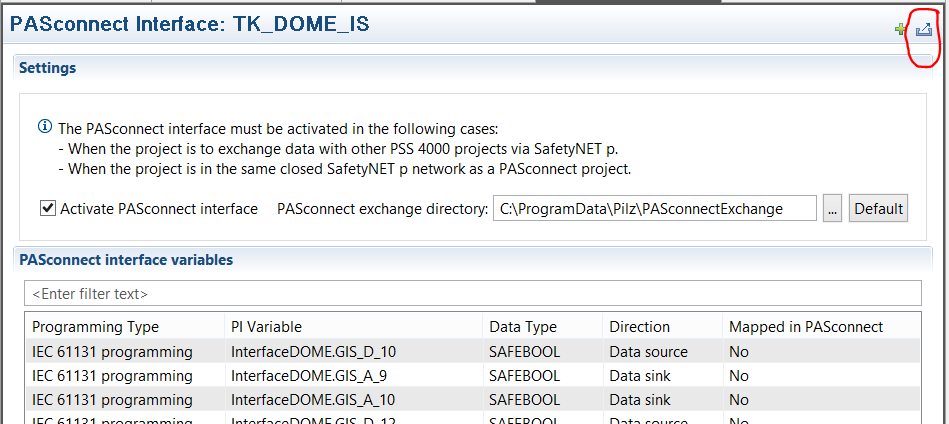 PASconnect Interface: TK_DOME_IS
Settings
The PASconnect interface must be activated in the following cases:
- When the project is to exchange data with other PSS 4000 projects via SafetyNET p.
- When the project is in the same closed SafetyNET p network as a PASconnect project.
Activate PASconnect interface PASconnect exchange directory: C:\ProgramData\Pilz\PASconnectExchange ... Default
PASconnect interface variables
<Enter filter text>
Programming Type PI Variable Data Type Direction Mapped in PASconnect
IEC 61131 programming InterfaceDOME.GIS_D_10 SAFEBOOL Data source No
IEC 61131 programming InterfaceDOME.GIS_A_9 SAFEBOOL Data sink No
IEC 61131 programming InterfaceDOME.GIS_A_10 SAFEBOOL Data sink No
IEC 61131 programming InterfaceDOME.GIS_D_12 SAFEBOOL Data source No